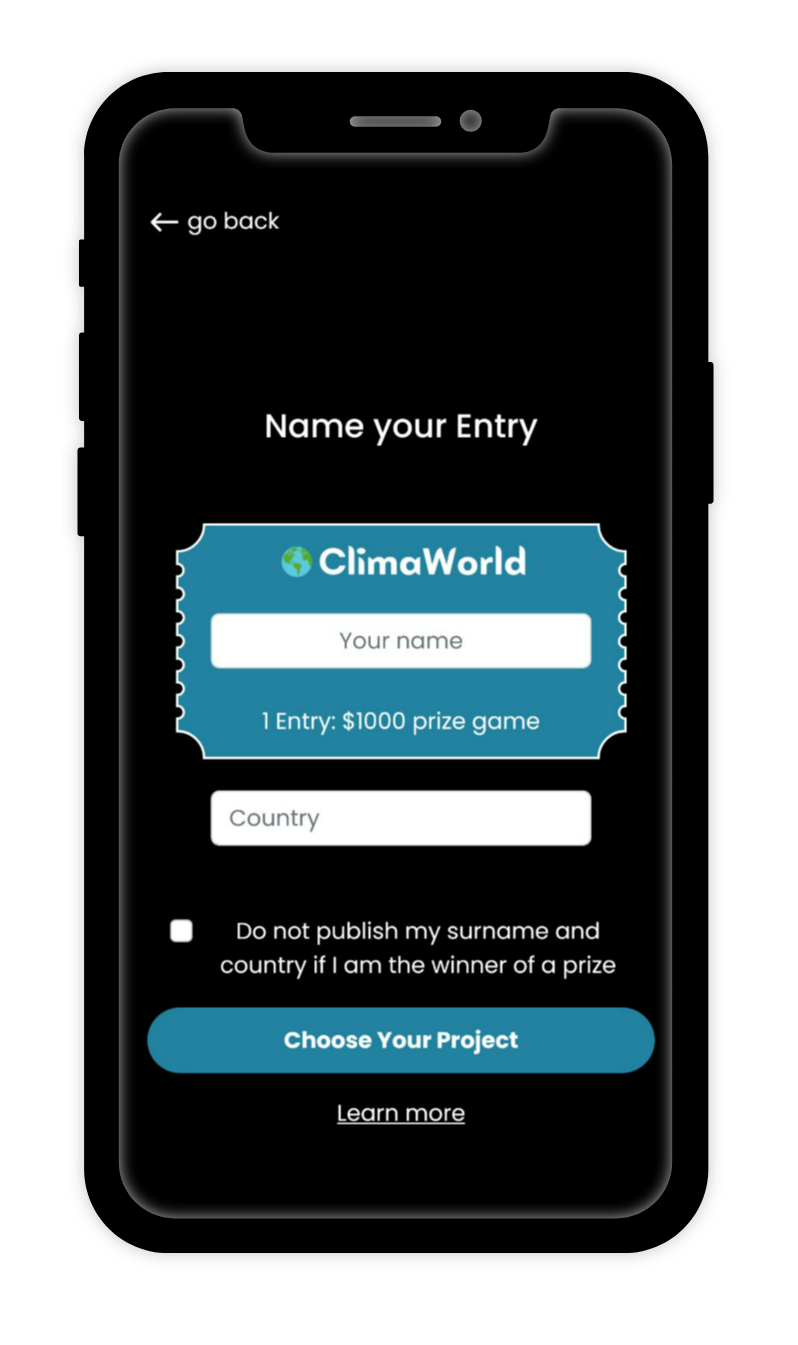 ← go back
Name your Entry
ClimaWorld
Your name
1 Entry: $1000 prize game
Country
Do not publish my surname and
country if I am the winner of a prize
Choose Your Project
Learn more